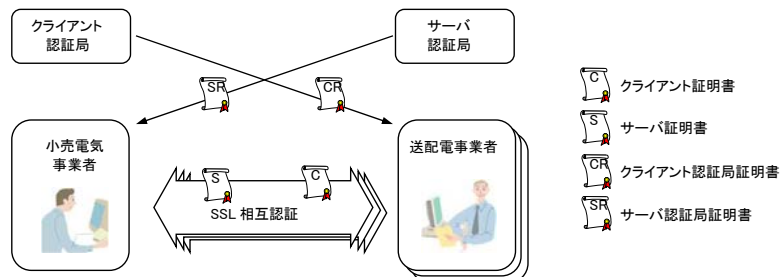 クライアント
認証局
サーバ
認証局
SR
CR
小売電気
事業者
送配電事業者
S
C
SSL 相互認証
C
クライアント証明書
S
サーバ証明書
CR
クライアント認証局証明書
SR
サーバ認証局証明書